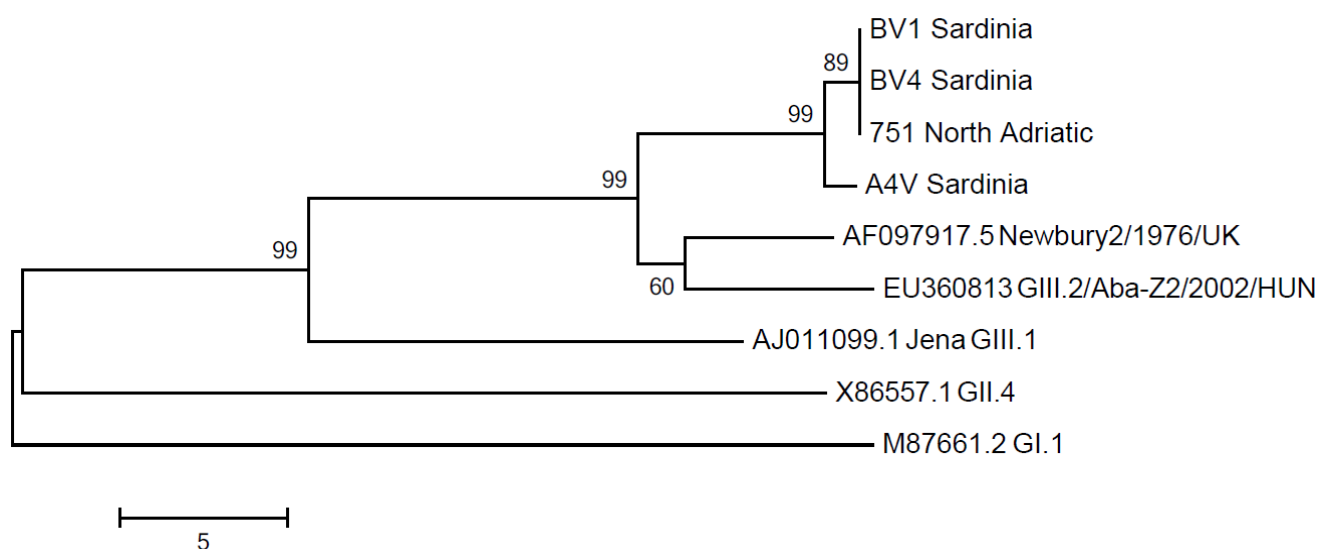 BV1 Sardinia
89
BV4 Sardinia
99
751 North Adriatic
99
A4V Sardinia
AF097917.5 Newbury2/1976/UK
99
60
EU360813 GIII.2/Aba-Z2/2002/HUN
AJ011099.1 Jena GIII.1
X86557.1 GII.4
M87661.2 GI.1
5